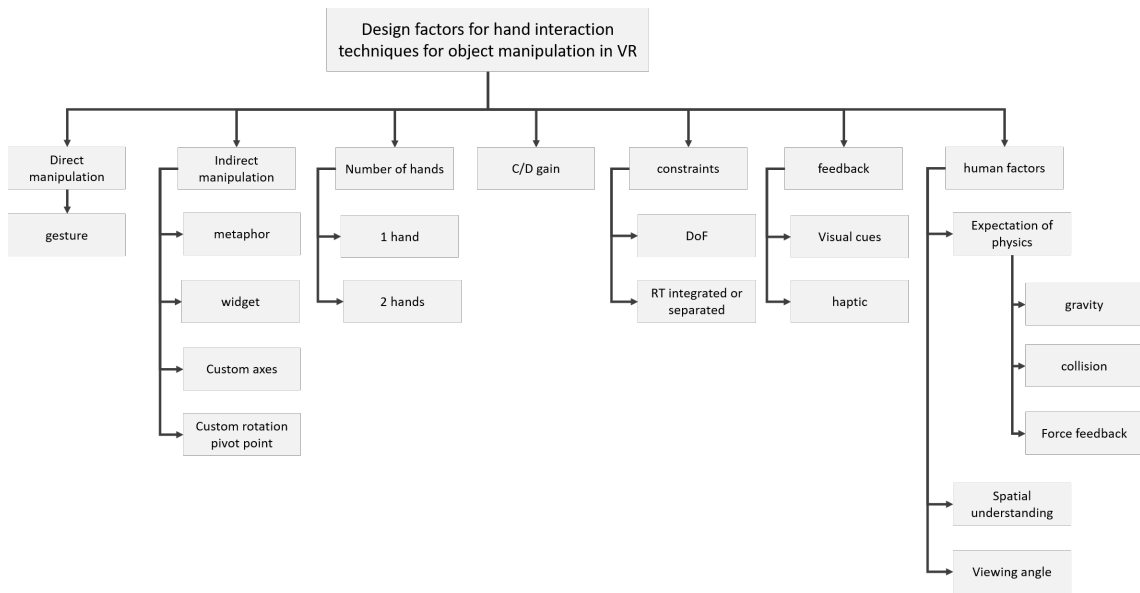 Design factors for hand interaction
techniques for object manipulation in VR
Direct
manipulation
gesture
Indirect
manipulation
metaphor
widget
Custom axes
Custom rotation
pivot point
Number of hands
1 hand
2 hands
C/D gain
constraints
DoF
RT integrated or
separated
feedback
Visual cues
haptic
human factors
Expectation of
physics
gravity
collision
Force feedback
Spatial
understanding
Viewing angle